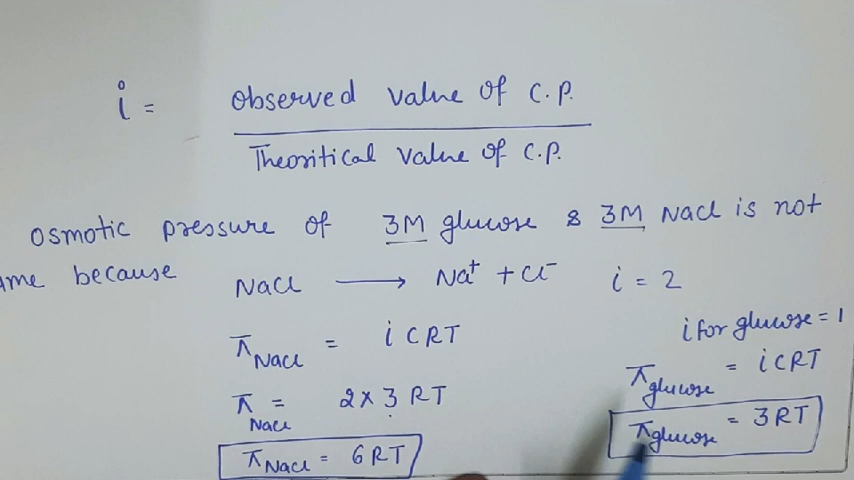 i = Observed value of C.P.
Theoritical value of C.P.
Osmotic pressure of 3M glucose & 3M NaCl is not
ame because
NaCl ⟶ Na⁺ + Cl⁻ i = 2
i for glucose = 1
π NaCl = i CRT
π glucose = i CRT
π NaCl = 2 × 3 RT
π glucose = 3RT
π NaCl = 6RT